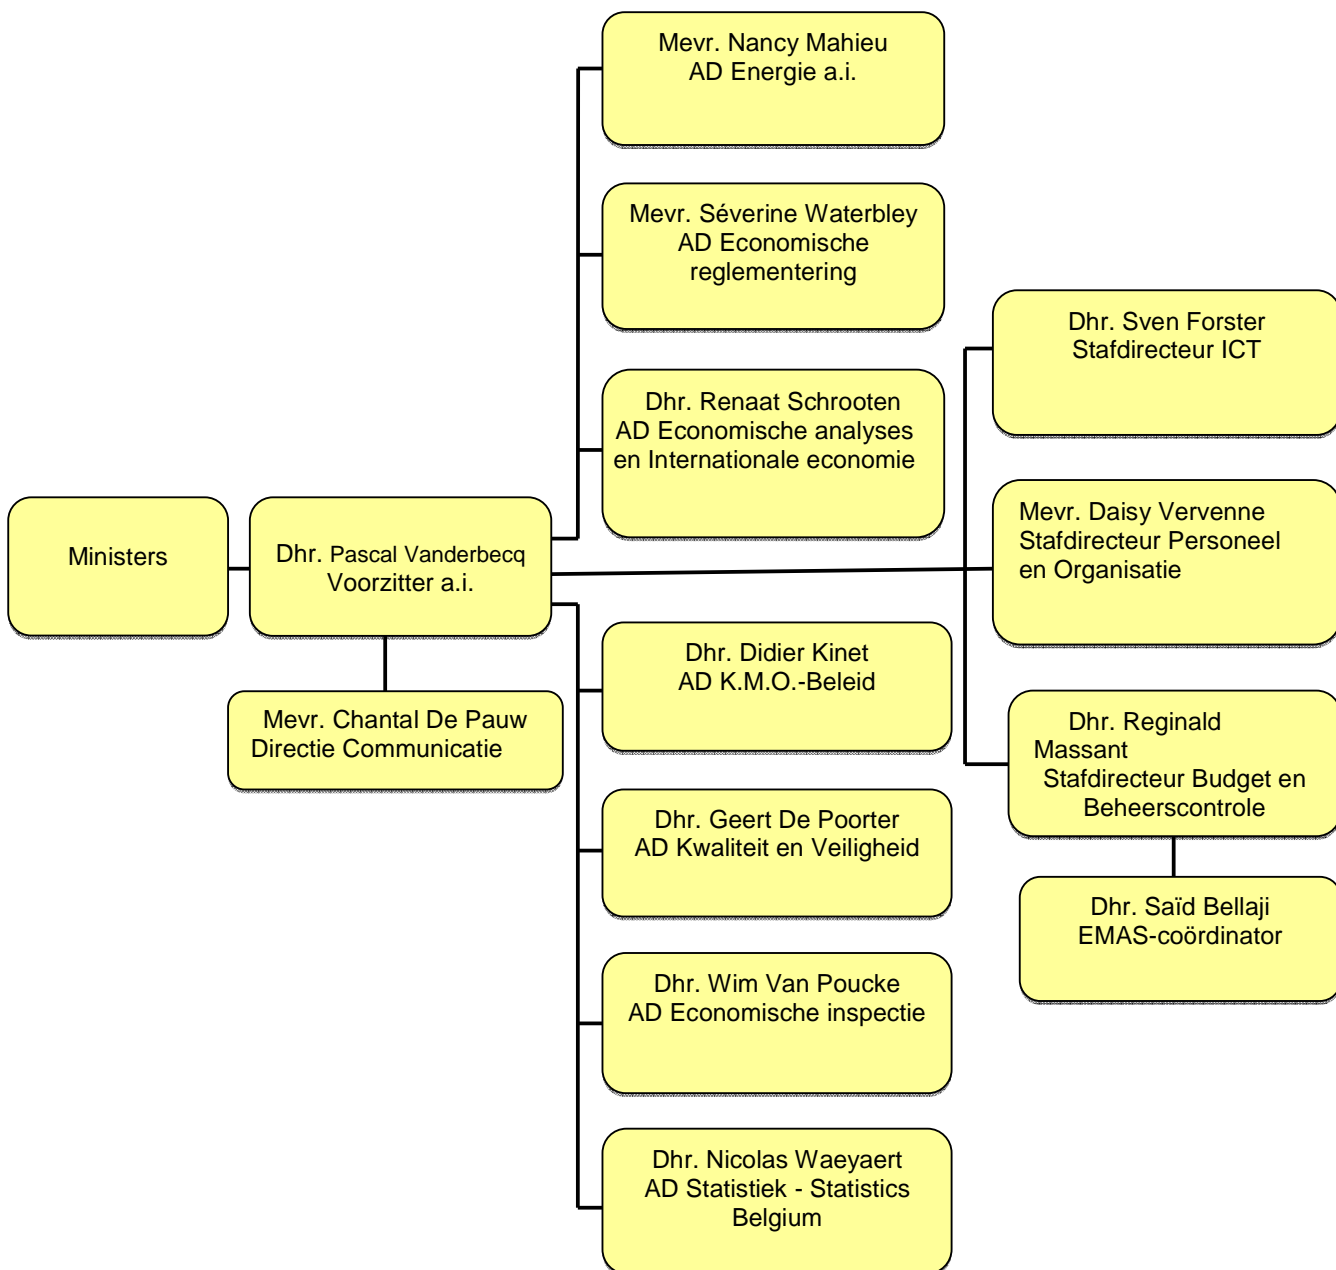 Mevr. Nancy Mahieu
AD Energie a.i.
Mevr. Séverine Waterbley
AD Economische
reglementering
Dhr. Renaat Schrooten
AD Economische analyses
en Internationale economie
Ministers
Dhr. Pascal Vanderbecq
Voorzitter a.i.
Mevr. Chantal De Pauw
Directie Communicatie
Dhr. Didier Kinet
AD K.M.O.-Beleid
Dhr. Geert De Poorter
AD Kwaliteit en Veiligheid
Dhr. Wim Van Poucke
AD Economische inspectie
Dhr. Nicolas Waeyaert
AD Statistiek - Statistics
Belgium
Dhr. Sven Forster
Stafdirecteur ICT
Mevr. Daisy Vervenne
Stafdirecteur Personeel
en Organisatie
Dhr. Reginald
Massant
Stafdirecteur Budget en
Beheerscontrole
Dhr. Saïd Bellaji
EMAS-coördinator